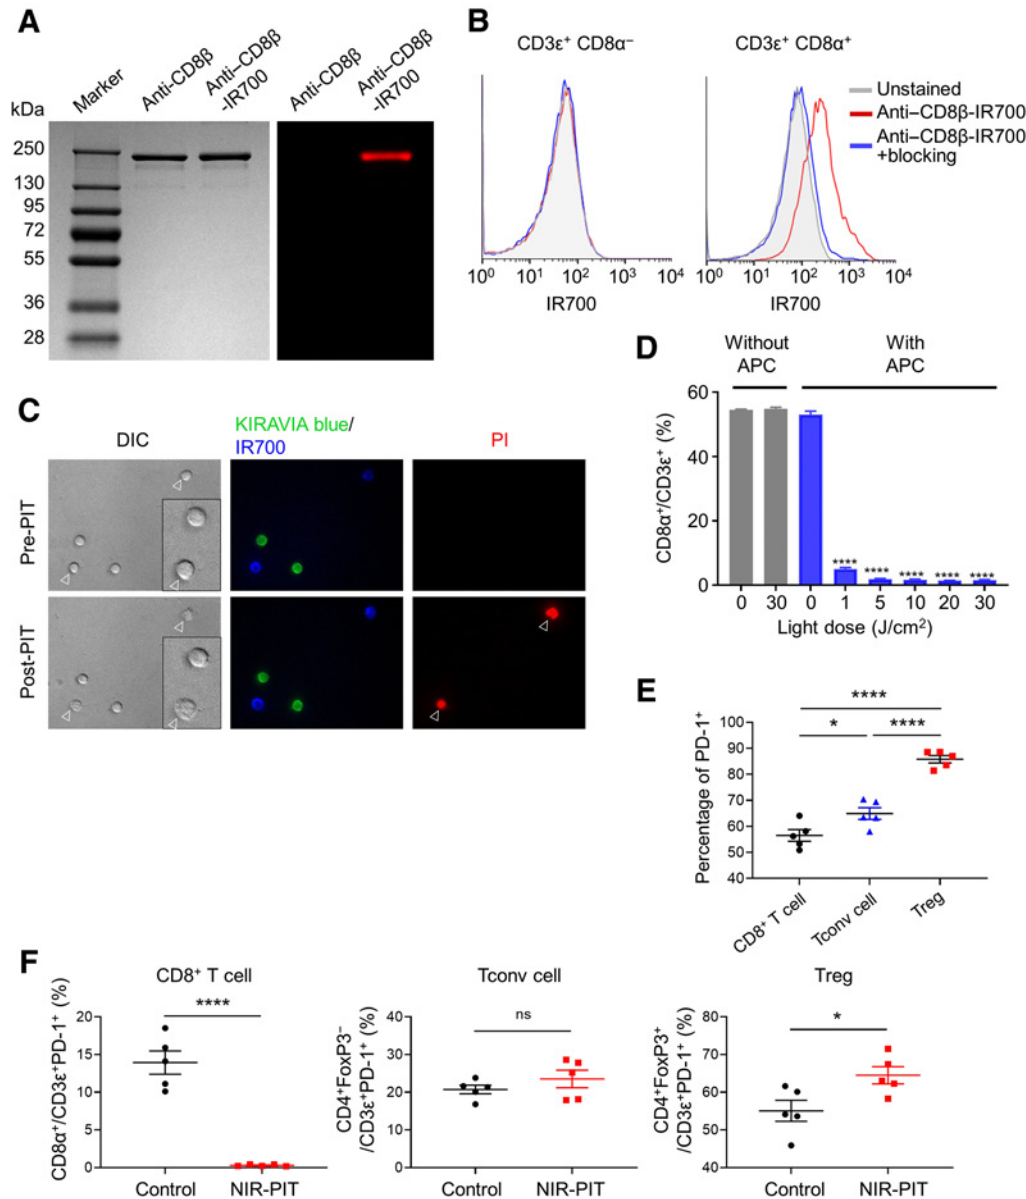 A
kDa
Marker
Anti-CD8β
Anti–CD8β
-IR700
Anti-CD8β
Anti–CD8β
-IR700
250
130
95
72
55
36
28
B
CD3ε⁺ CD8α⁻
CD3ε⁺ CD8α⁺
Unstained
Anti–CD8β-IR700
Anti–CD8β-IR700
+blocking
10⁰ 10¹ 10² 10³ 10⁴
IR700
10⁰ 10¹ 10² 10³ 10⁴
IR700
C
DIC
KIRAVIA blue/
IR700
PI
Pre-PIT
Post-PIT
D
Without
APC
With
APC
CD8α⁺/CD3ε⁺ (%)
60
40
20
0
**** **** **** **** ****
0 30 0 1 5 10 20 30
Light dose (J/cm²)
E
****
* ****
Percentage of PD-1⁺
100
90
80
70
60
50
40
CD8⁺ T cell
Tconv cell
Treg
F
CD8⁺ T cell
CD8α⁺/CD3ε⁺PD-1⁺ (%)
****
20
15
10
5
0
Control NIR-PIT
Tconv cell
CD4⁺FoxP3⁻
/CD3ε⁺PD-1⁺ (%)
ns
40
30
20
10
0
Control NIR-PIT
Treg
CD4⁺FoxP3⁺
/CD3ε⁺PD-1⁺ (%)
*
80
70
60
50
40
Control NIR-PIT